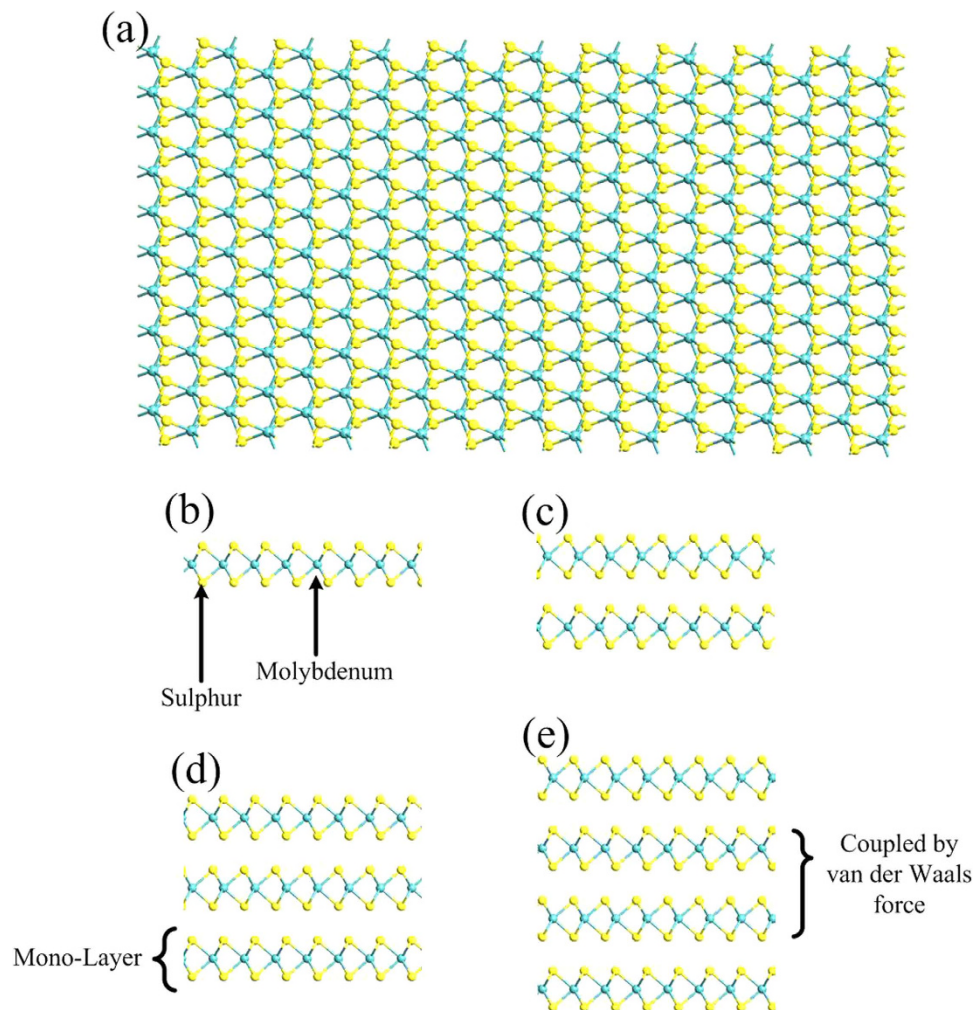 (a)
(b)
(c)
Molybdenum
Sulphur
(d)
(e)
Coupled by
van der Waals
force
Mono-Layer